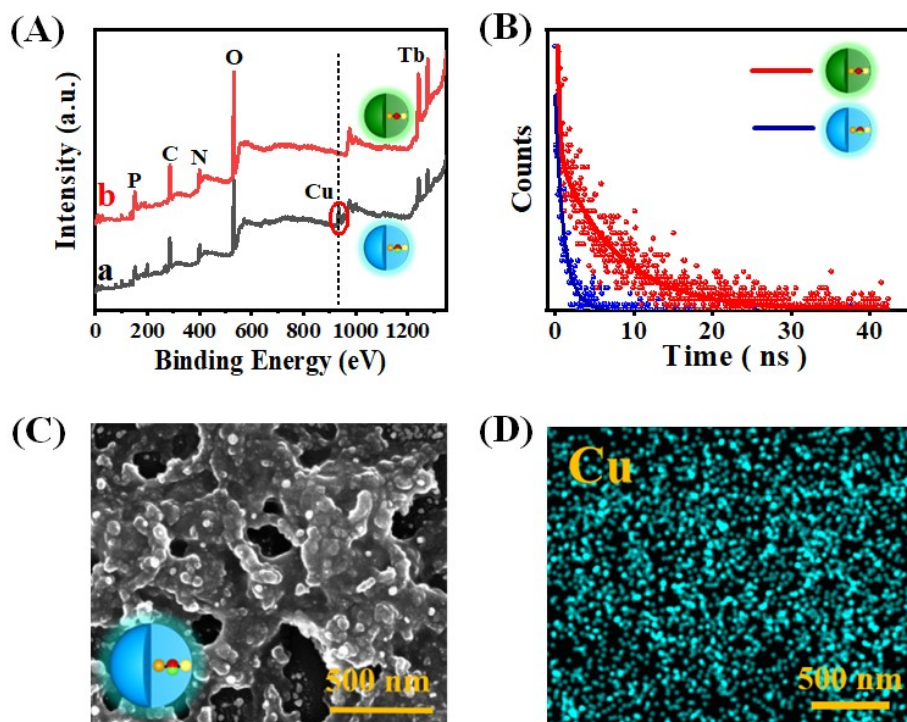 (A)
Intensity (a.u.)
P
C
N
O
Cu
Tb
b
a
0 200 400 600 800 1000 1200
Binding Energy (eV)
(B)
Counts
0 10 20 30 40
Time ( ns )
(C)
500 nm
(D)
Cu
500 nm